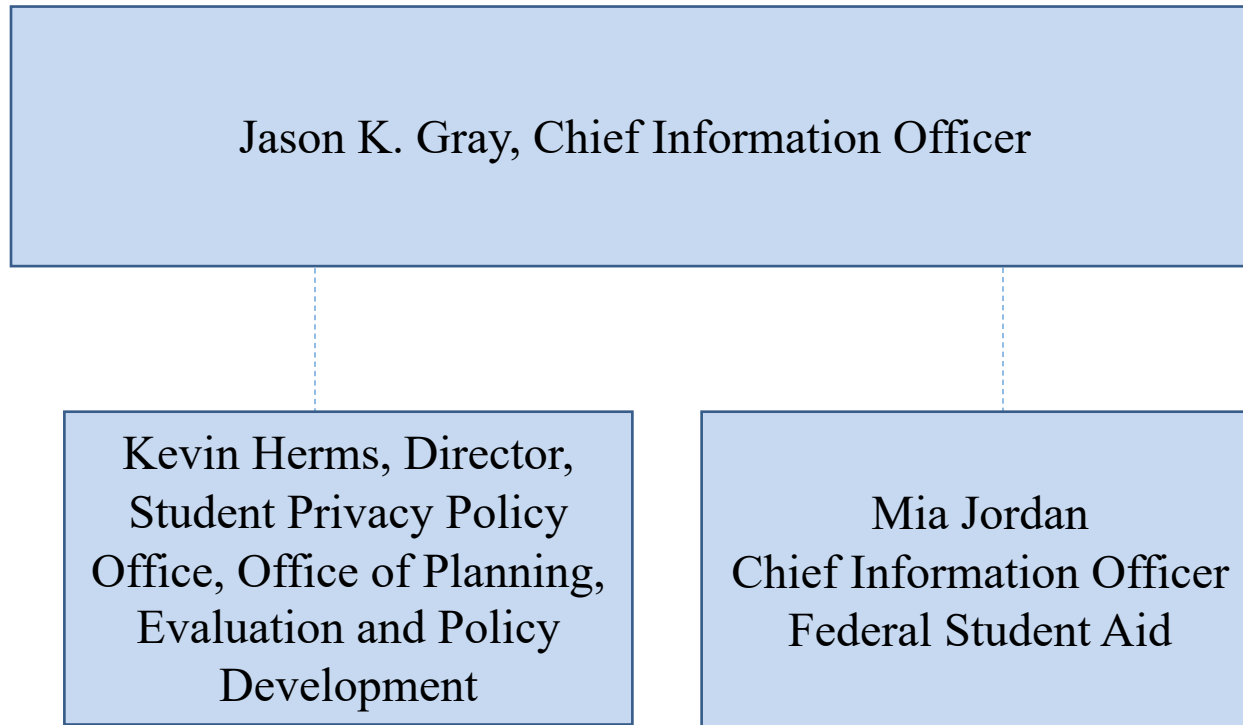 Jason K. Gray, Chief Information Officer
Kevin Herms, Director,
Student Privacy Policy
Office, Office of Planning,
Evaluation and Policy
Development
Mia Jordan
Chief Information Officer
Federal Student Aid